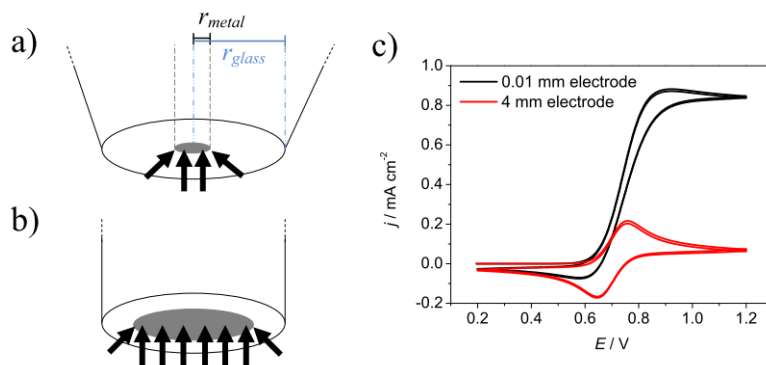 a)
r_metal
r_glass
b)
c)
0.01 mm electrode
4 mm electrode
j / mA cm⁻²
1.0
0.8
0.6
0.4
0.2
0.0
-0.2
0.2 0.4 0.6 0.8 1.0 1.2
E / V